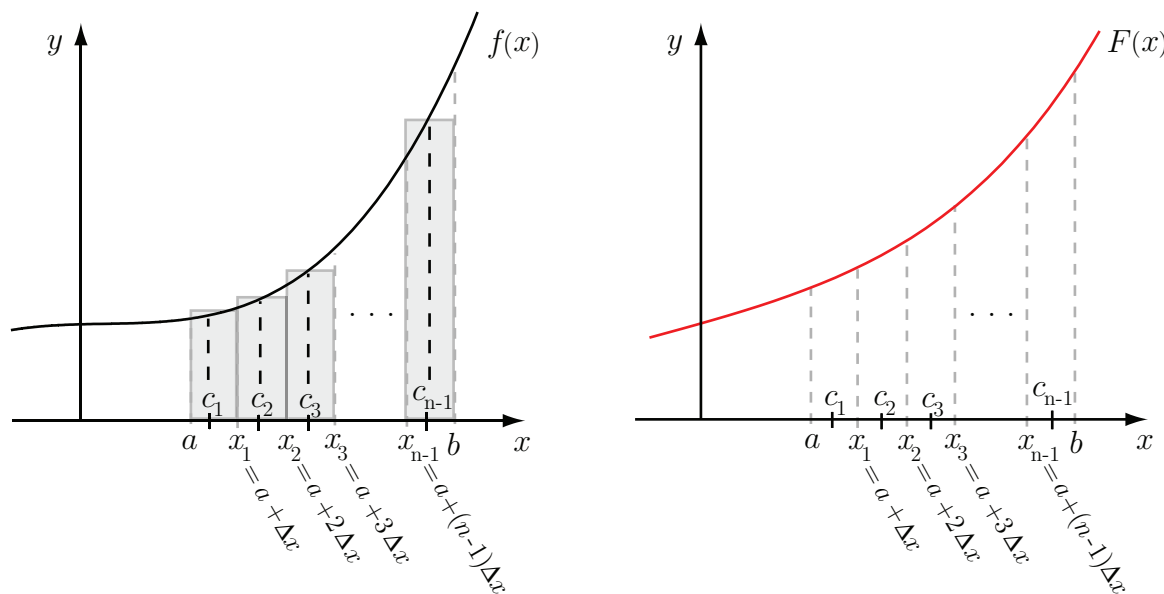 y
f(x)
c₁ c₂ c₃ . . . cₙ₋₁
a x₁ x₂ x₃ xₙ₋₁ b x
= a + Δx
= a + 2Δx
= a + 3Δx
= a + (n-1)Δx
y
F(x)
. . .
c₁ c₂ c₃ cₙ₋₁
a x₁ x₂ x₃ xₙ₋₁ b x
= a + Δx
= a + 2Δx
= a + 3Δx
= a + (n-1)Δx